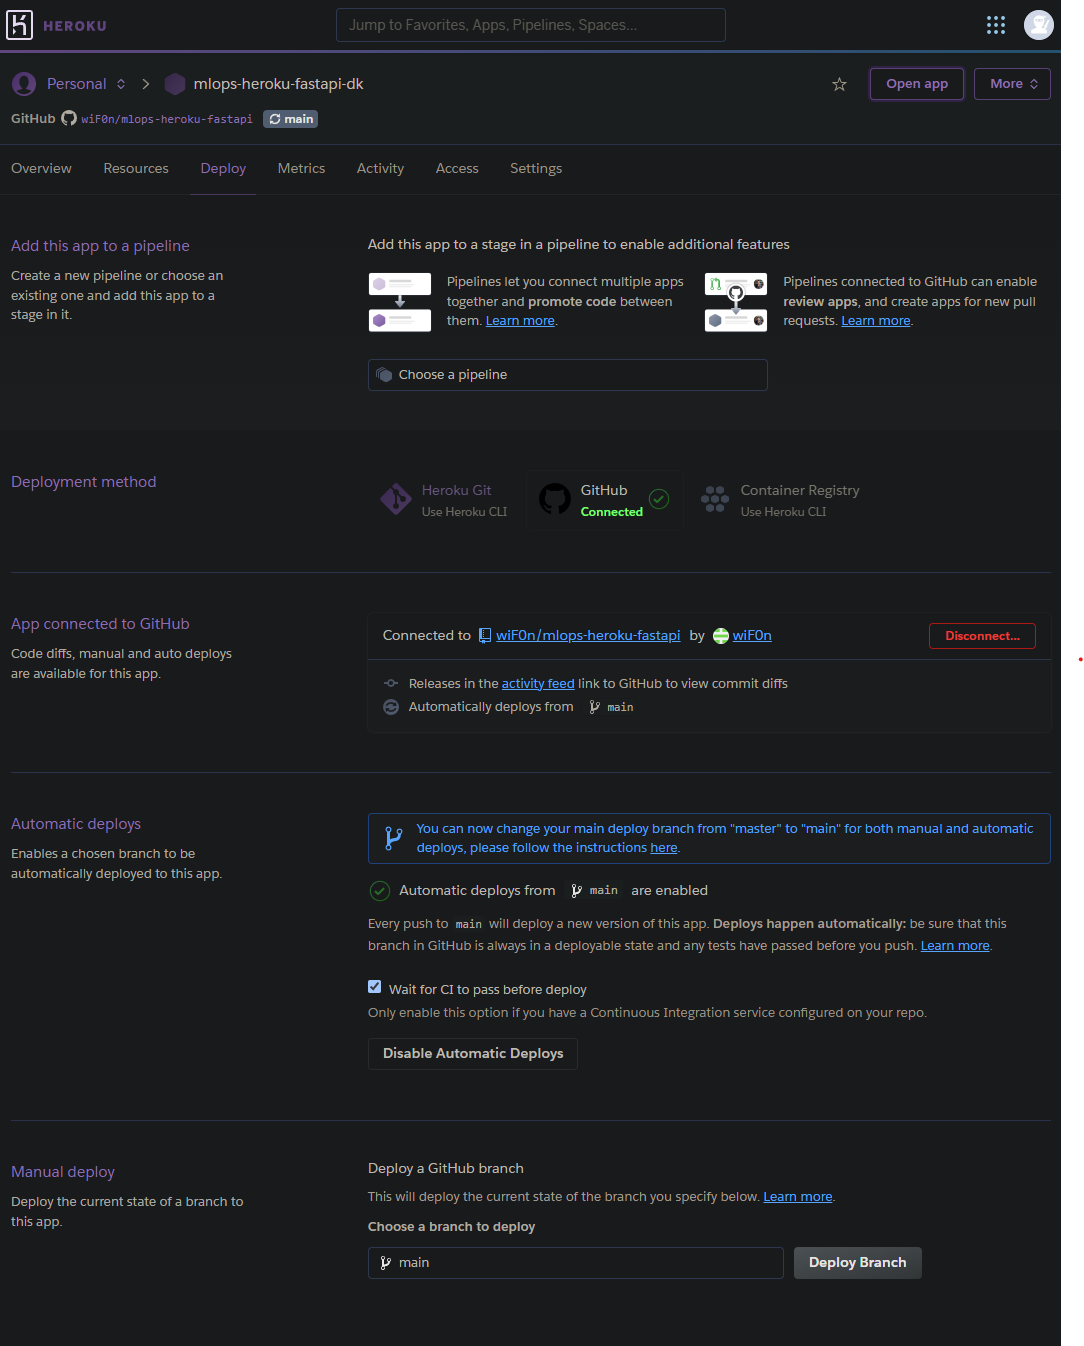 HEROKU
Jump to Favorites, Apps, Pipelines, Spaces...
Personal
mlops-heroku-fastapi-dk
Open app
More
GitHub wiF0n/mlops-heroku-fastapi main
Overview Resources Deploy Metrics Activity Access Settings
Add this app to a pipeline
Create a new pipeline or choose an
existing one and add this app to a
stage in it.
Add this app to a stage in a pipeline to enable additional features
Pipelines let you connect multiple apps
together and promote code between
them. Learn more.
Pipelines connected to GitHub can enable
review apps, and create apps for new pull
requests. Learn more.
Choose a pipeline
Deployment method
Heroku Git
Use Heroku CLI
GitHub
Connected
Container Registry
Use Heroku CLI
App connected to GitHub
Code diffs, manual and auto deploys
are available for this app.
Connected to wiF0n/mlops-heroku-fastapi by wiF0n
Disconnect...
Releases in the activity feed link to GitHub to view commit diffs
Automatically deploys from main
Automatic deploys
Enables a chosen branch to be
automatically deployed to this app.
You can now change your main deploy branch from "master" to "main" for both manual and automatic
deploys, please follow the instructions here.
Automatic deploys from main are enabled
Every push to main will deploy a new version of this app. Deploys happen automatically: be sure that this
branch in GitHub is always in a deployable state and any tests have passed before you push. Learn more.
Wait for CI to pass before deploy
Only enable this option if you have a Continuous Integration service configured on your repo.
Disable Automatic Deploys
Manual deploy
Deploy the current state of a branch to
this app.
Deploy a GitHub branch
This will deploy the current state of the branch you specify below. Learn more.
Choose a branch to deploy
main
Deploy Branch